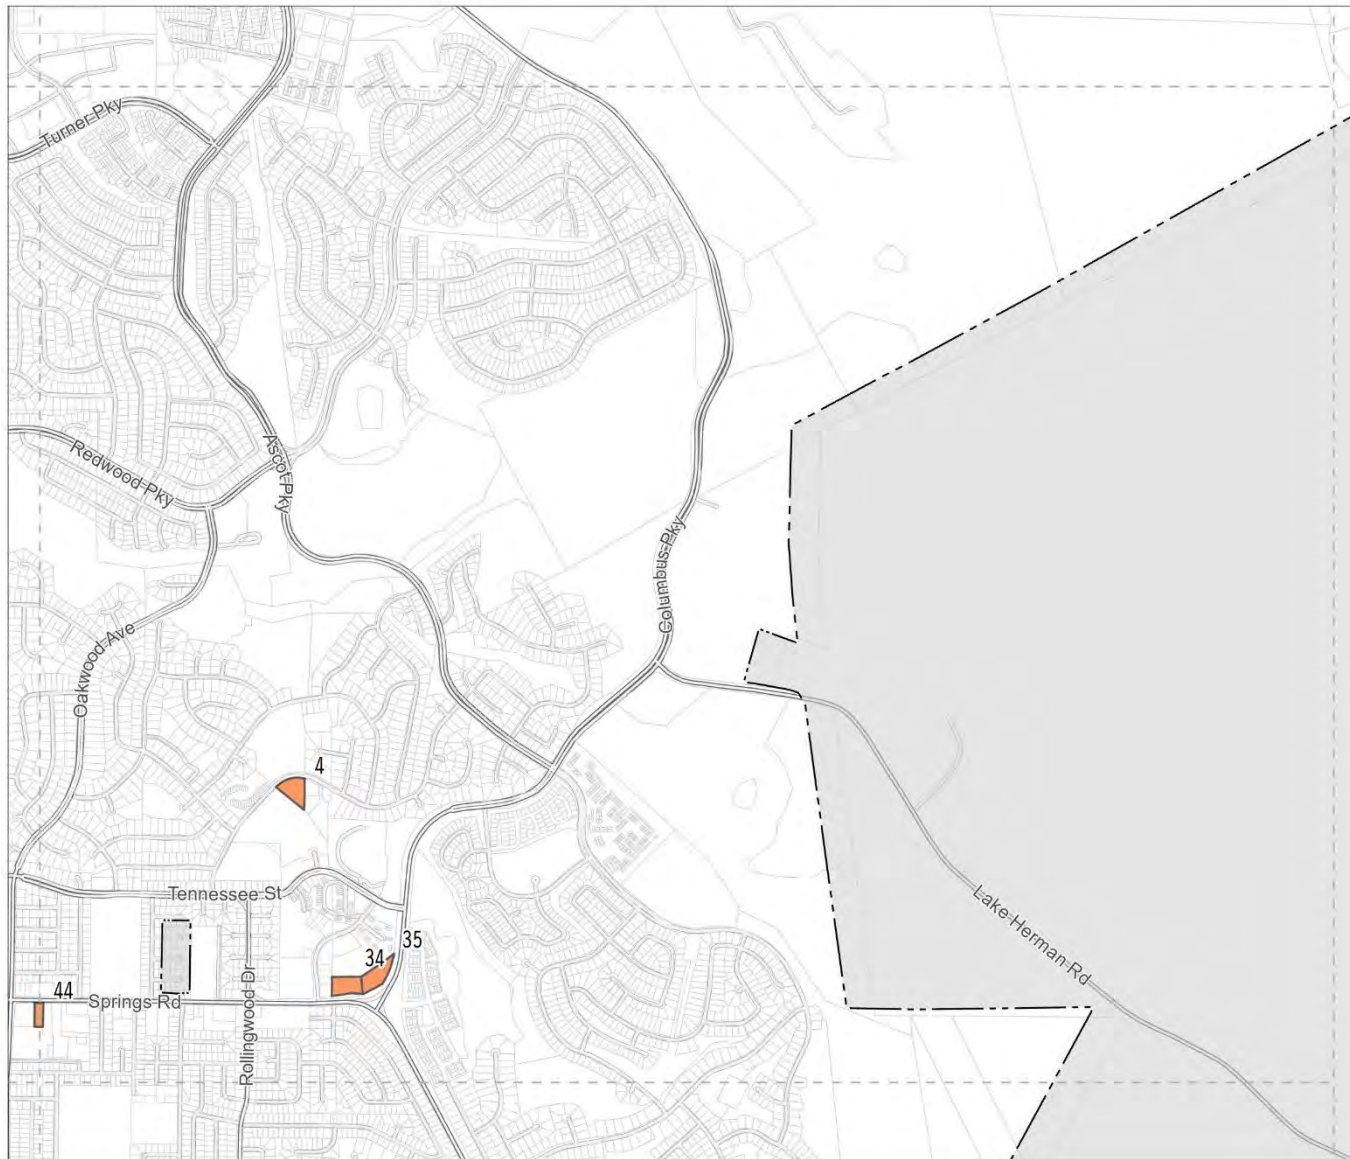 Turner Pky
Redwood Pky
Ascot Pky
Columbus Pky
Oakwood Ave
4
Tennessee St
Lake Herman Rd
35
34
44
Springs Rd
Rollingwood Dr